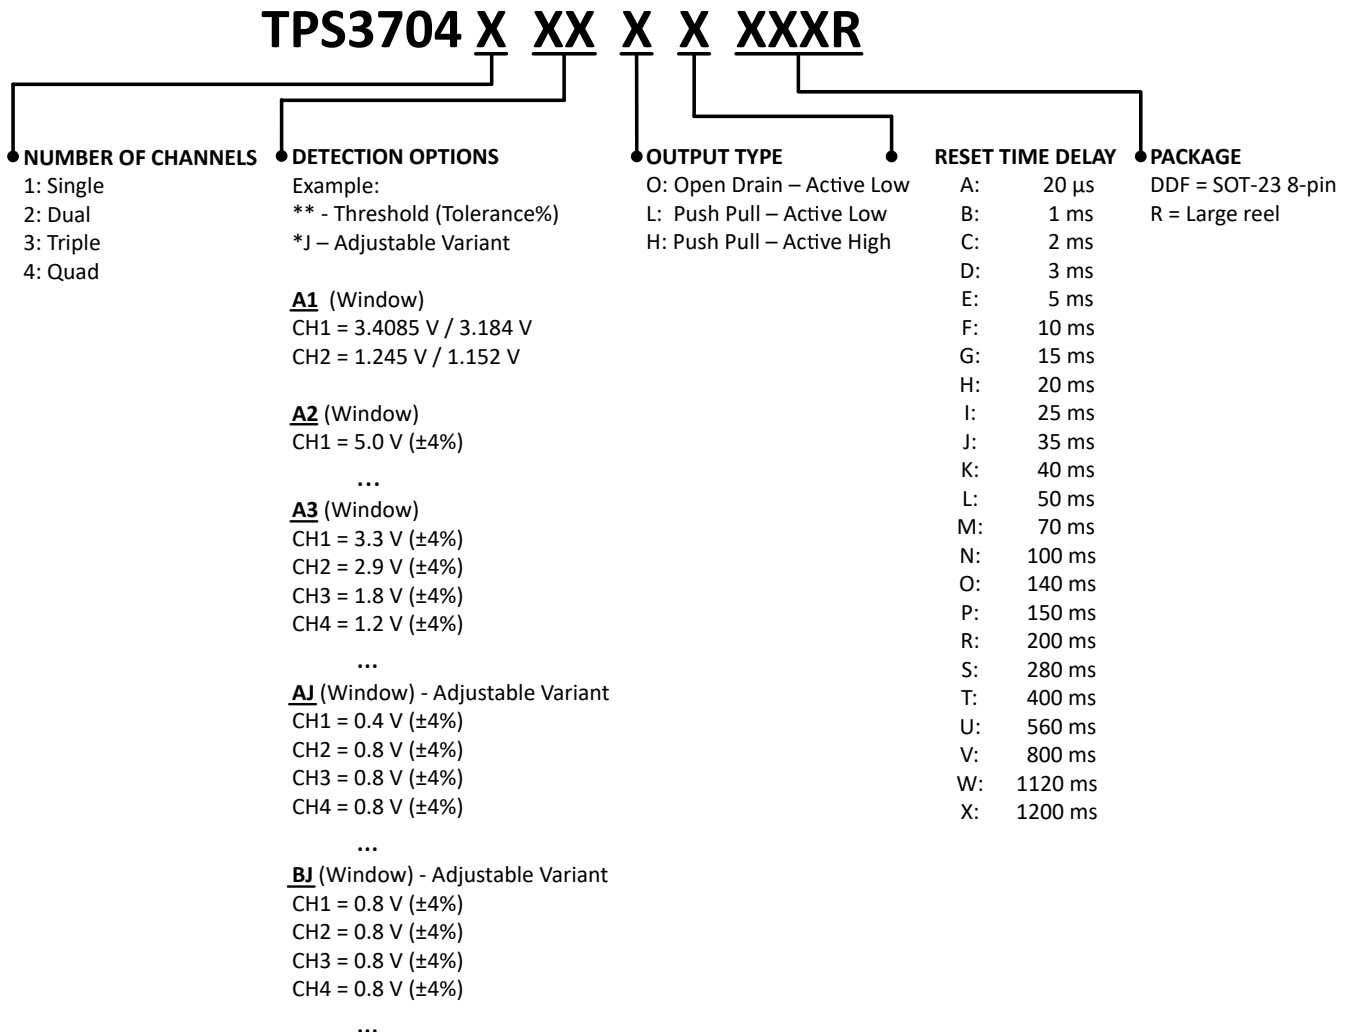 TPS3704 X XX X X XXXR
NUMBER OF CHANNELS
1: Single
2: Dual
3: Triple
4: Quad
DETECTION OPTIONS
Example:
** - Threshold (Tolerance%)
*J – Adjustable Variant
A1 (Window)
CH1 = 3.4085 V / 3.184 V
CH2 = 1.245 V / 1.152 V
A2 (Window)
CH1 = 5.0 V (±4%)
...
A3 (Window)
CH1 = 3.3 V (±4%)
CH2 = 2.9 V (±4%)
CH3 = 1.8 V (±4%)
CH4 = 1.2 V (±4%)
...
AJ (Window) - Adjustable Variant
CH1 = 0.4 V (±4%)
CH2 = 0.8 V (±4%)
CH3 = 0.8 V (±4%)
CH4 = 0.8 V (±4%)
...
BJ (Window) - Adjustable Variant
CH1 = 0.8 V (±4%)
CH2 = 0.8 V (±4%)
CH3 = 0.8 V (±4%)
CH4 = 0.8 V (±4%)
...
OUTPUT TYPE
O: Open Drain – Active Low
L: Push Pull – Active Low
H: Push Pull – Active High
RESET TIME DELAY
A: 20 µs
B: 1 ms
C: 2 ms
D: 3 ms
E: 5 ms
F: 10 ms
G: 15 ms
H: 20 ms
I: 25 ms
J: 35 ms
K: 40 ms
L: 50 ms
M: 70 ms
N: 100 ms
O: 140 ms
P: 150 ms
R: 200 ms
S: 280 ms
T: 400 ms
U: 560 ms
V: 800 ms
W: 1120 ms
X: 1200 ms
PACKAGE
DDF = SOT-23 8-pin
R = Large reel